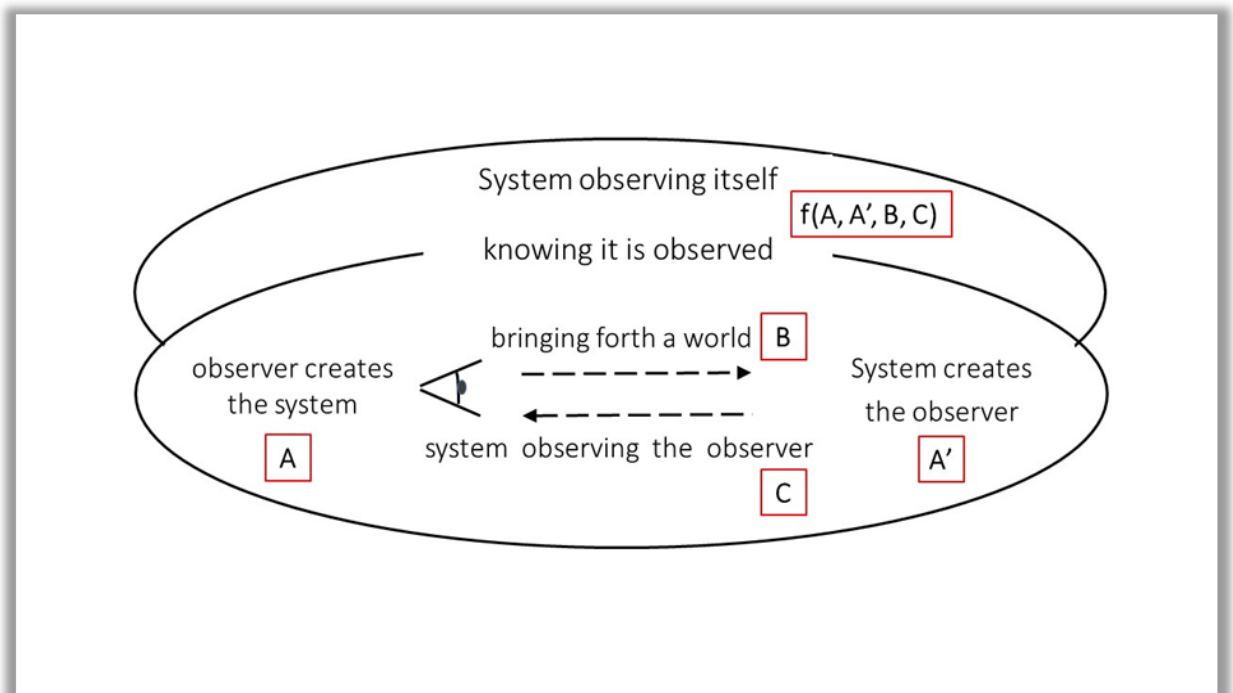 System observing itself
f(A, A’, B, C)
knowing it is observed
bringing forth a world
B
observer creates
the system
A
System creates
the observer
A’
system observing the observer
C